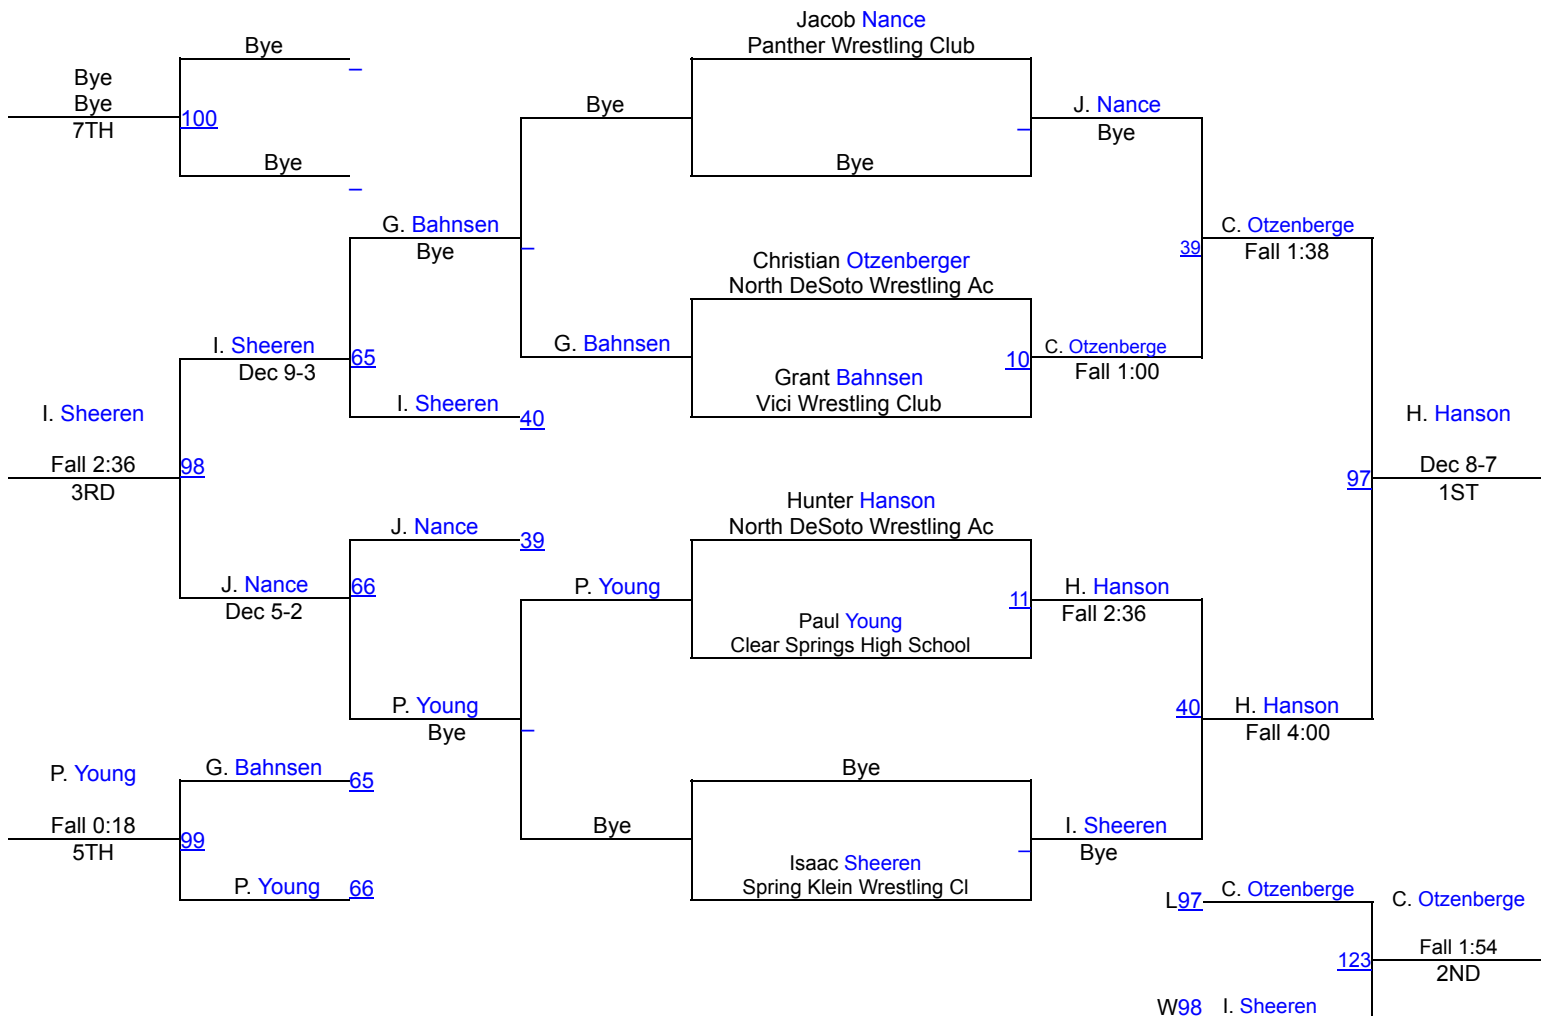 Jacob Nance
Bye
Panther Wrestling Club
_
Bye
Bye
Bye
J. Nance
100
_
7TH
Bye
Bye
Bye
_
G. Bahnsen
C. Otzenberge
Bye
_
39
Fall 1:38
Christian Otzenberger
North DeSoto Wrestling Ac
I. Sheeren
G. Bahnsen
C. Otzenberge
65
10
Dec 9-3
Fall 1:00
Grant Bahnsen
I. Sheeren
Vici Wrestling Club
I. Sheeren
40
H. Hanson
Fall 2:36
98
Dec 8-7
97
3RD
1ST
Hunter Hanson
J. Nance
North DeSoto Wrestling Ac
39
J. Nance
66
P. Young
H. Hanson
11
Dec 5-2
Fall 2:36
Paul Young
Clear Springs High School
P. Young
40
H. Hanson
Bye
_
Fall 4:00
P. Young
G. Bahnsen
65
Bye
Fall 0:18
99
Bye
I. Sheeren
5TH
_
Bye
Isaac Sheeren
P. Young
66
Spring Klein Wrestling Cl
L97
C. Otzenberge
C. Otzenberge
Fall 1:54
123
2ND
W98
I. Sheeren